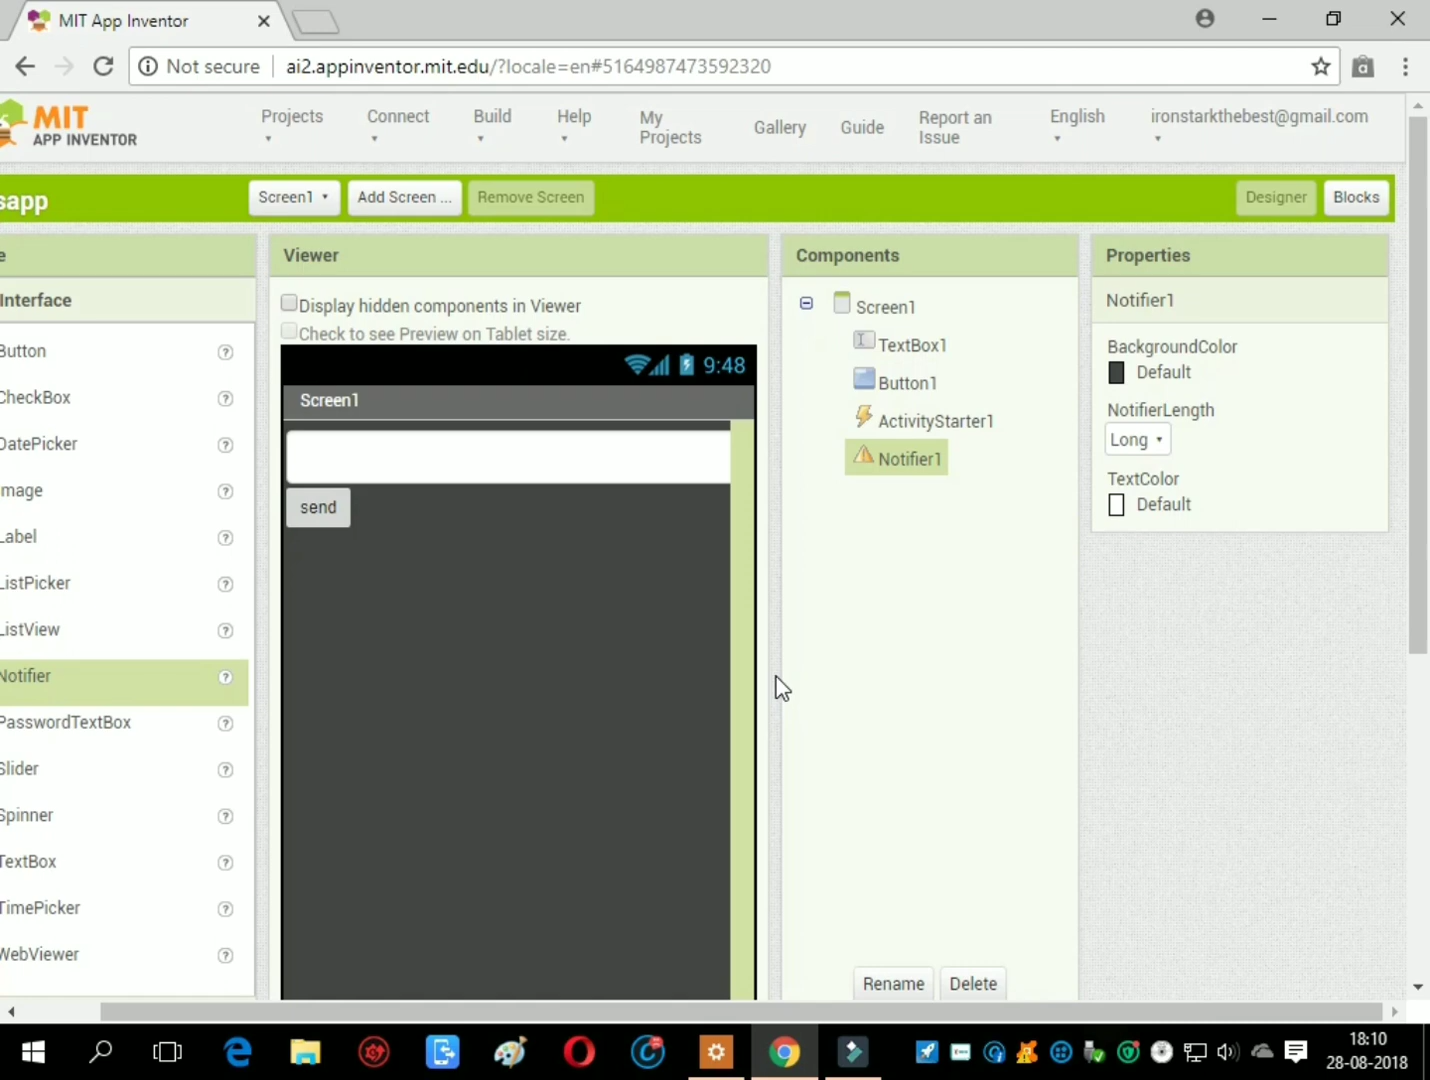 MIT App Inventor
Not secure
ai2.appinventor.mit.edu/?locale=en#5164987473592320
MIT
APP INVENTOR
Projects
Connect
Build
Help
My
Projects
Gallery
Guide
Report an
Issue
English
ironstarkthebest@gmail.com
sapp
Screen1
Add Screen ...
Remove Screen
Designer
Blocks
e
Interface
Button
CheckBox
DatePicker
Image
Label
ListPicker
ListView
Notifier
PasswordTextBox
Slider
Spinner
TextBox
TimePicker
WebViewer
Viewer
Display hidden components in Viewer
Check to see Preview on Tablet size.
9:48
Screen1
send
Components
Screen1
TextBox1
Button1
ActivityStarter1
Notifier1
Rename
Delete
Properties
Notifier1
BackgroundColor
Default
NotifierLength
Long
TextColor
Default
18:10
28-08-2018